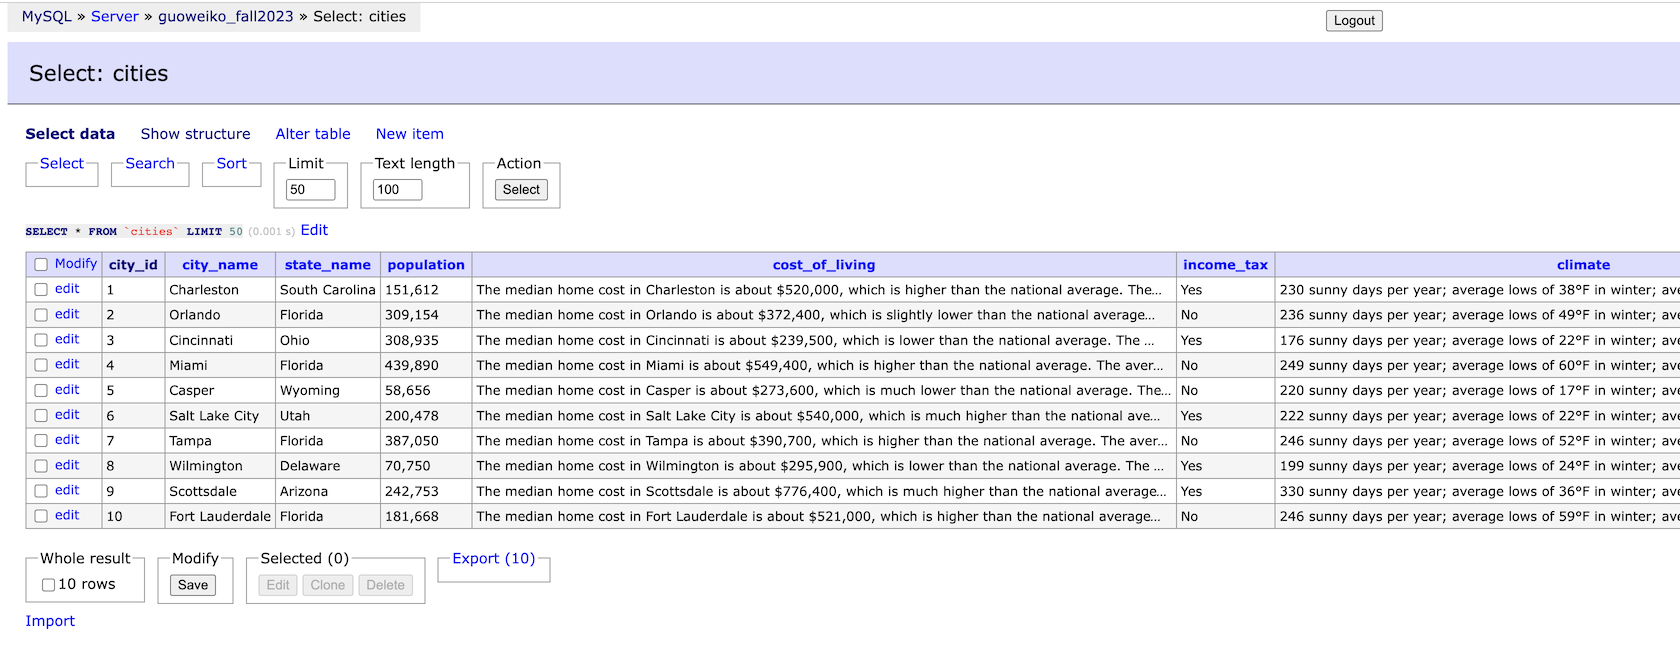 MySQL » Server » guoweiko_fall2023 » Select: cities
Logout
Select: cities
Select data Show structure Alter table New item
Select Search Sort Limit Text length Action
50 100 Select
SELECT * FROM `cities` LIMIT 50 (0.001 s) Edit
Modify city_id city_name state_name population cost_of_living income_tax climate
edit 1 Charleston South Carolina 151,612 The median home cost in Charleston is about $520,000, which is higher than the national average. The... Yes 230 sunny days per year; average lows of 38°F in winter; ave
edit 2 Orlando Florida 309,154 The median home cost in Orlando is about $372,400, which is slightly lower than the national average... No 236 sunny days per year; average lows of 49°F in winter; ave
edit 3 Cincinnati Ohio 308,935 The median home cost in Cincinnati is about $239,500, which is lower than the national average. The ... Yes 176 sunny days per year; average lows of 22°F in winter; ave
edit 4 Miami Florida 439,890 The median home cost in Miami is about $549,400, which is higher than the national average. The aver... No 249 sunny days per year; average lows of 60°F in winter; ave
edit 5 Casper Wyoming 58,656 The median home cost in Casper is about $273,600, which is much lower than the national average. The... No 220 sunny days per year; average lows of 17°F in winter; ave
edit 6 Salt Lake City Utah 200,478 The median home cost in Salt Lake City is about $540,000, which is much higher than the national ave... Yes 222 sunny days per year; average lows of 22°F in winter; ave
edit 7 Tampa Florida 387,050 The median home cost in Tampa is about $390,700, which is higher than the national average. The aver... No 246 sunny days per year; average lows of 52°F in winter; ave
edit 8 Wilmington Delaware 70,750 The median home cost in Wilmington is about $295,900, which is lower than the national average. The ... Yes 199 sunny days per year; average lows of 24°F in winter; ave
edit 9 Scottsdale Arizona 242,753 The median home cost in Scottsdale is about $776,400, which is much higher than the national average... Yes 330 sunny days per year; average lows of 36°F in winter; ave
edit 10 Fort Lauderdale Florida 181,668 The median home cost in Fort Lauderdale is about $521,000, which is higher than the national average... No 246 sunny days per year; average lows of 59°F in winter; ave
Whole result Modify Selected (0) Export (10)
10 rows Save Edit Clone Delete
Import